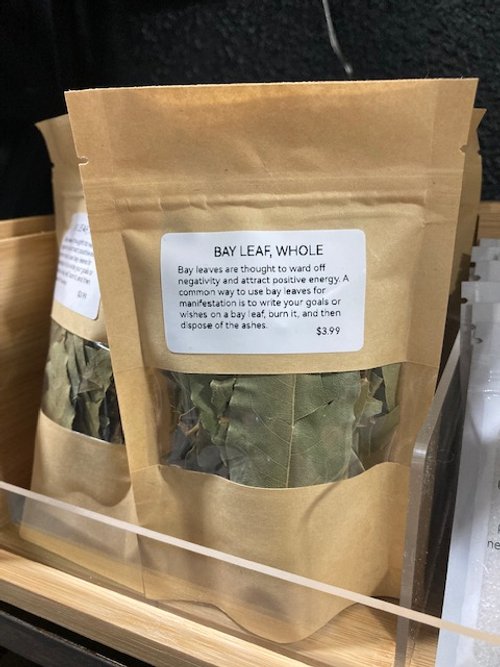 BAY LEAF, WHOLE
Bay leaves are thought to ward off
negativity and attract positive energy. A
common way to use bay leaves for
manifestation is to write your goals or
wishes on a bay leaf, burn it, and then
dispose of the ashes.
$3.99